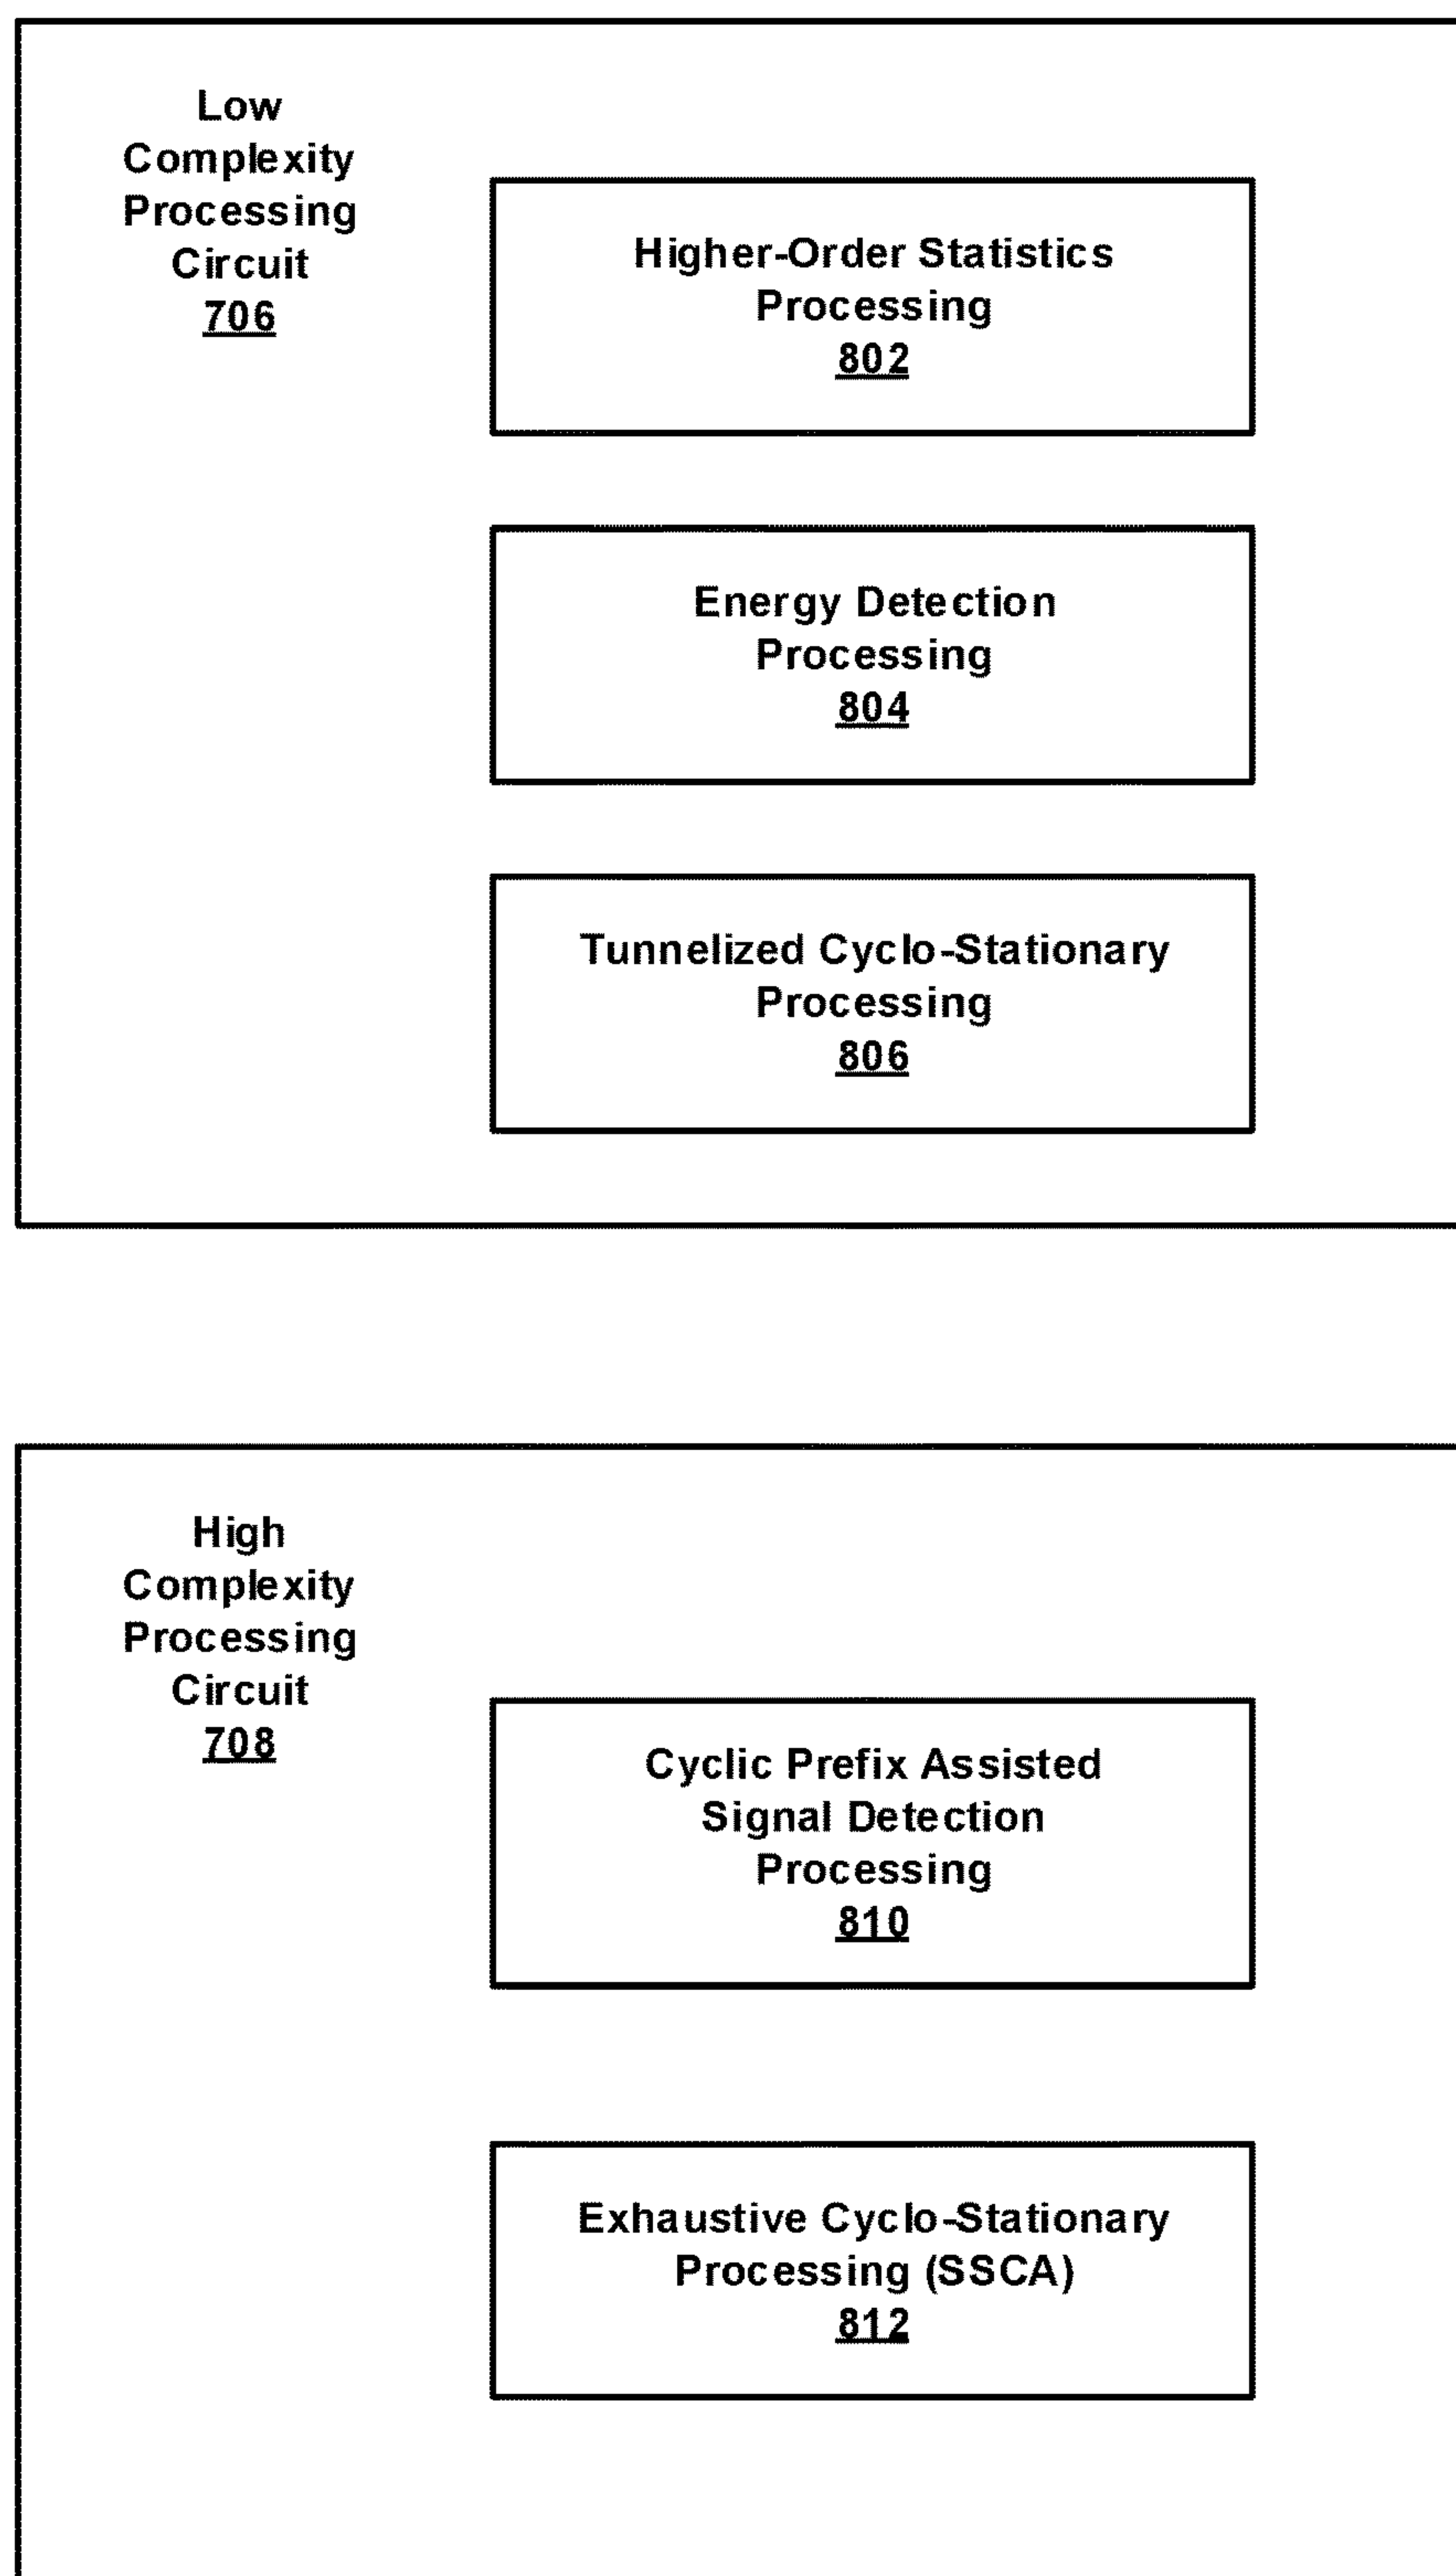 Low
Complexity
Processing
Circuit
706
Higher-Order Statistics
Processing
802
Energy Detection
Processing
804
Tunnelized Cyclo-Stationary
Processing
806
High
Complexity
Processing
Circuit
708
Cyclic Prefix Assisted
Signal Detection
Processing
810
Exhaustive Cyclo-Stationary
Processing (SSCA)
812